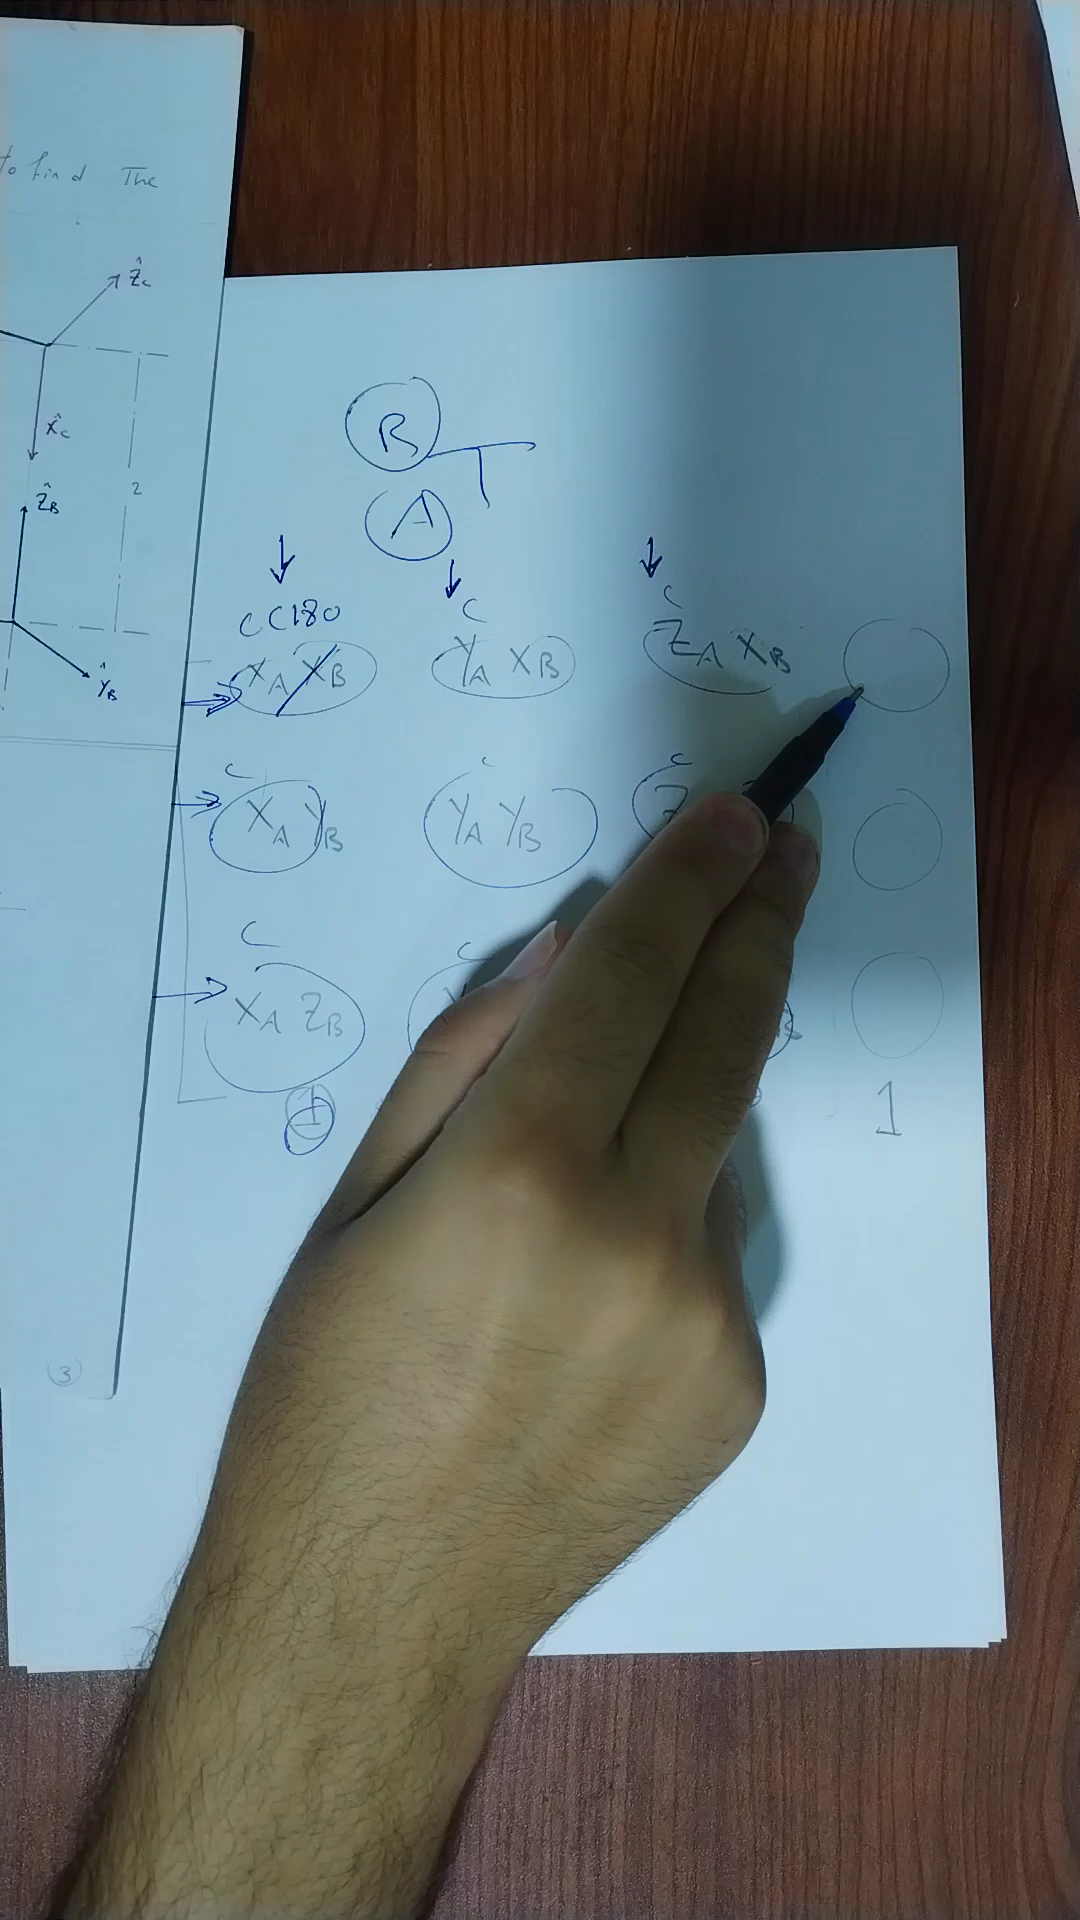 to find The
Ẑc
X̂c
2
ẐB
ŶB
3
B
T
A
C C180 C C
XA XB YA XB ZA XB
C C C
XA YB YA YB Z
C C
XA ZB
1 1